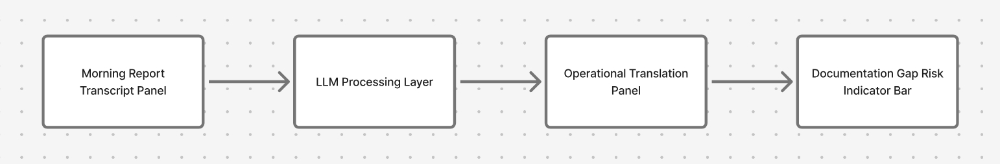 Morning Report
Transcript Panel
LLM Processing Layer
Operational Translation
Panel
Documentation Gap Risk
Indicator Bar